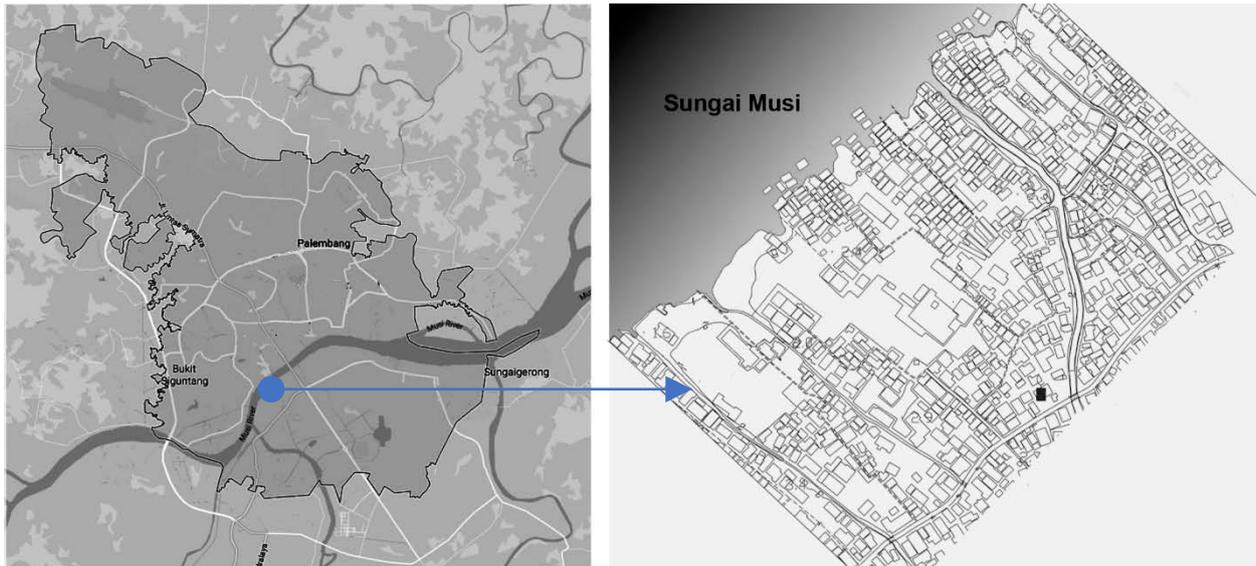 Palembang
Musi River
Bukit
Siguntang
Sungaigerong
Musi River
Sungai Musi